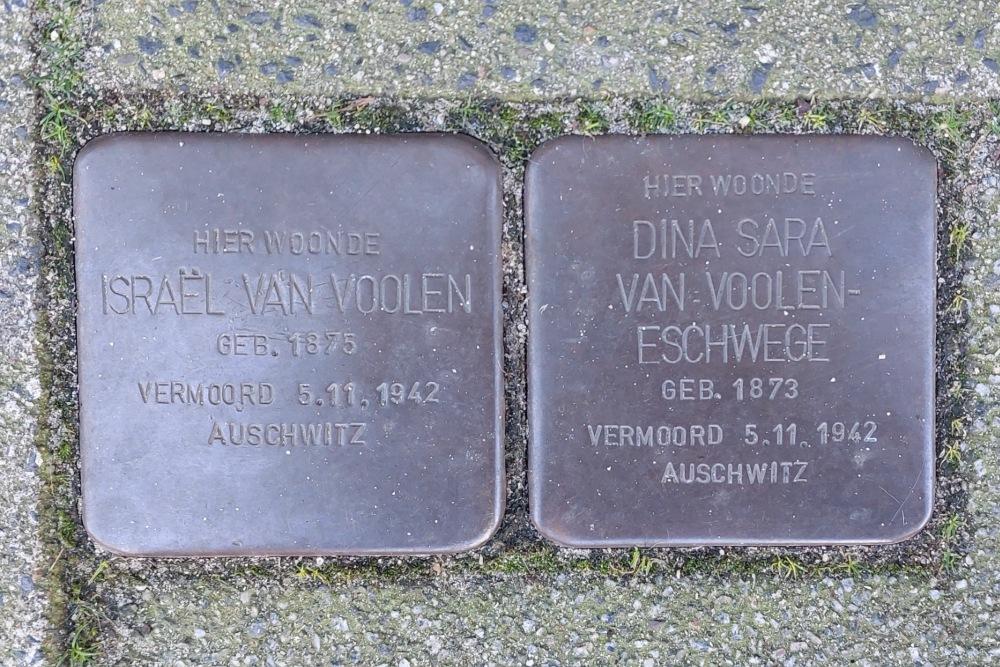 HIER WOONDE
ISRAËL VAN VOOLEN
GEB. 1875
VERMOORD 5.11.1942
AUSCHWITZ
HIER WOONDE
DINA SARA
VAN VOOLEN-
ESCHWEGE
GEB. 1873
VERMOORD 5.11.1942
AUSCHWITZ